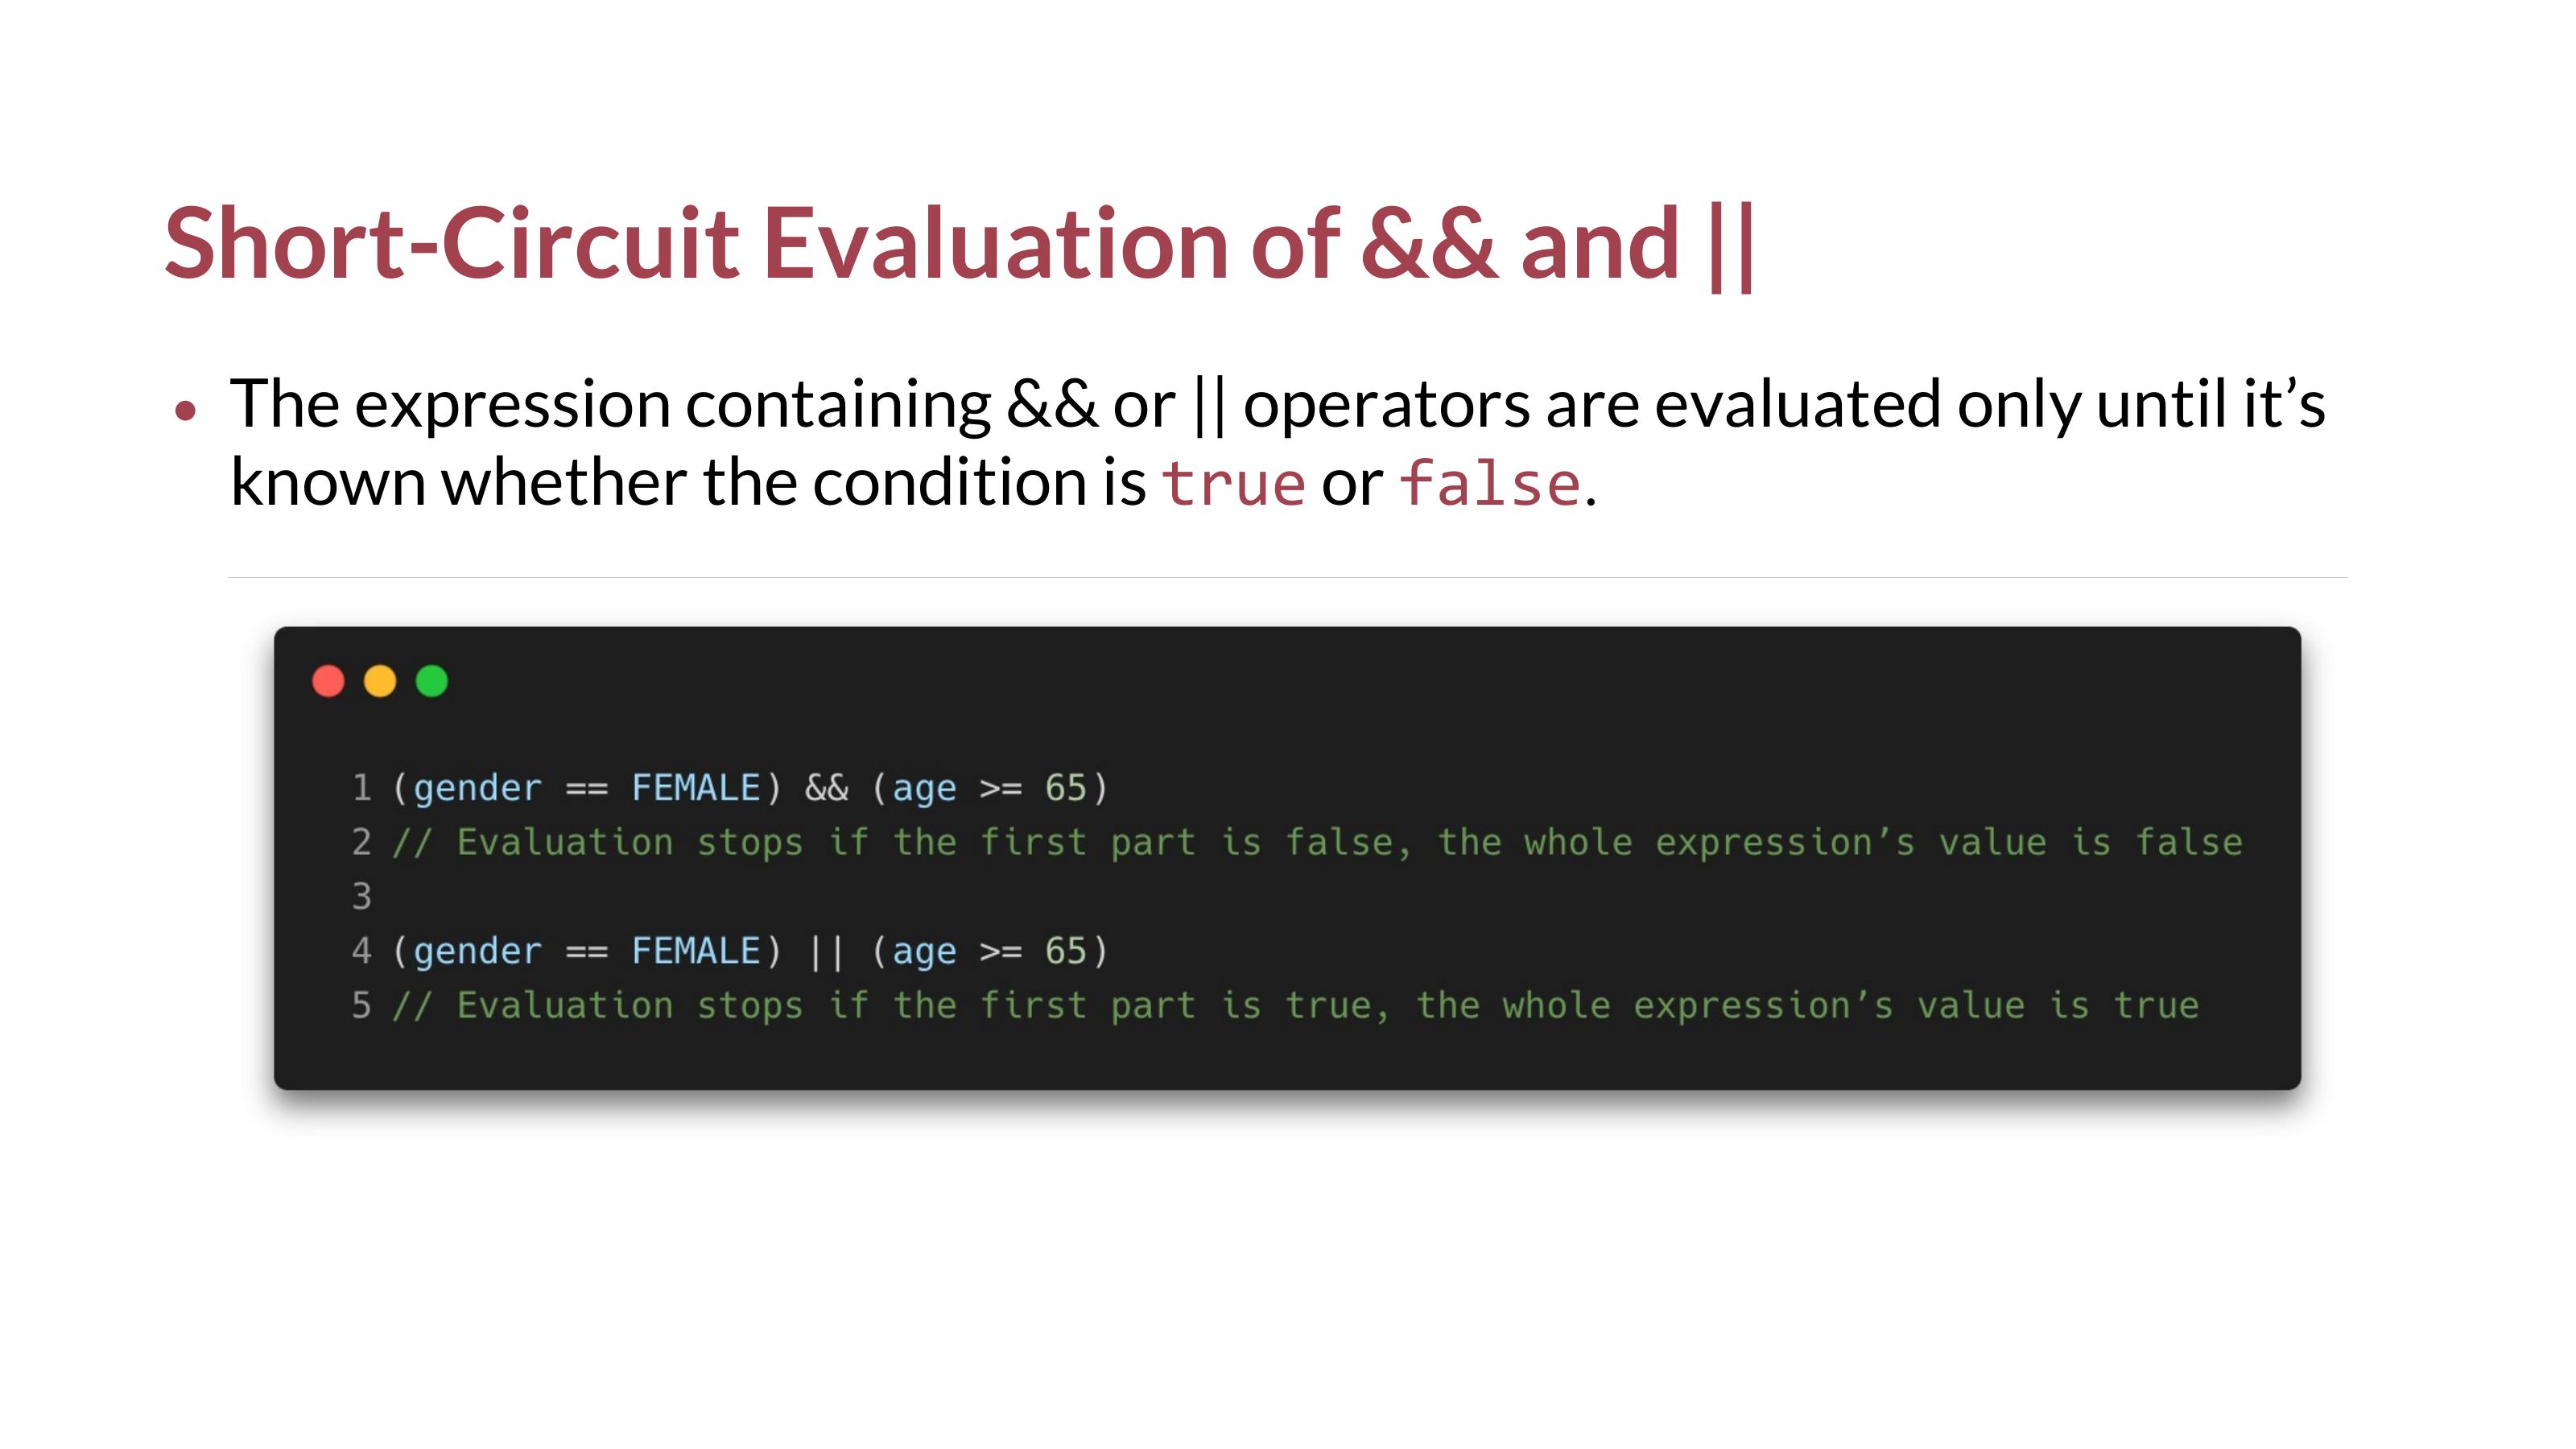 Short-Circuit Evaluation of && and ||
• The expression containing && or || operators are evaluated only until it’s
known whether the condition is true or false.
1 (gender == FEMALE) && (age >= 65)
2 // Evaluation stops if the first part is false, the whole expression’s value is false
3
4 (gender == FEMALE) || (age >= 65)
5 // Evaluation stops if the first part is true, the whole expression’s value is true